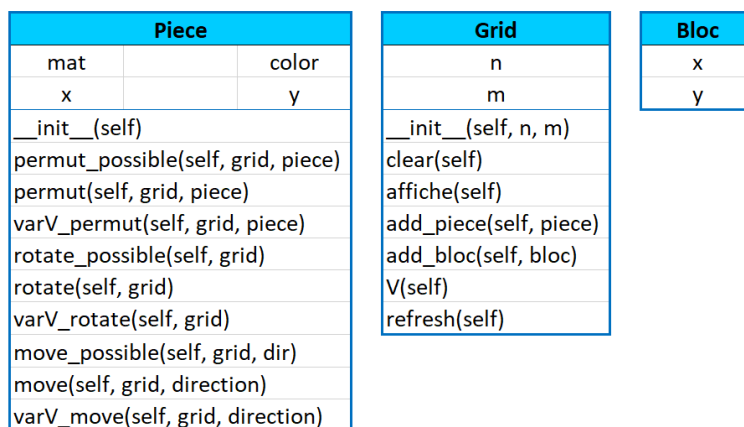 Piece
mat color
x y
__init__(self)
permut_possible(self, grid, piece)
permut(self, grid, piece)
varV_permut(self, grid, piece)
rotate_possible(self, grid)
rotate(self, grid)
varV_rotate(self, grid)
move_possible(self, grid, dir)
move(self, grid, direction)
varV_move(self, grid, direction)
Grid
n
m
__init__(self, n, m)
clear(self)
affiche(self)
add_piece(self, piece)
add_bloc(self, bloc)
V(self)
refresh(self)
Bloc
x
y